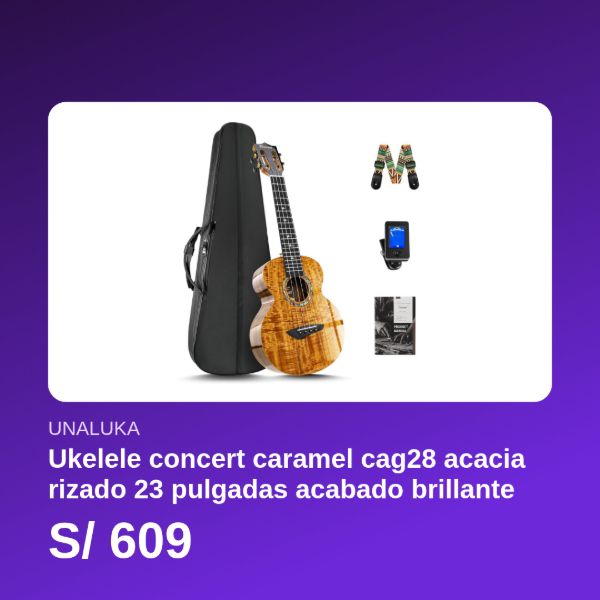 UNALUKA
Ukelele concert caramel cag28 acacia
rizado 23 pulgadas acabado brillante
S/ 609